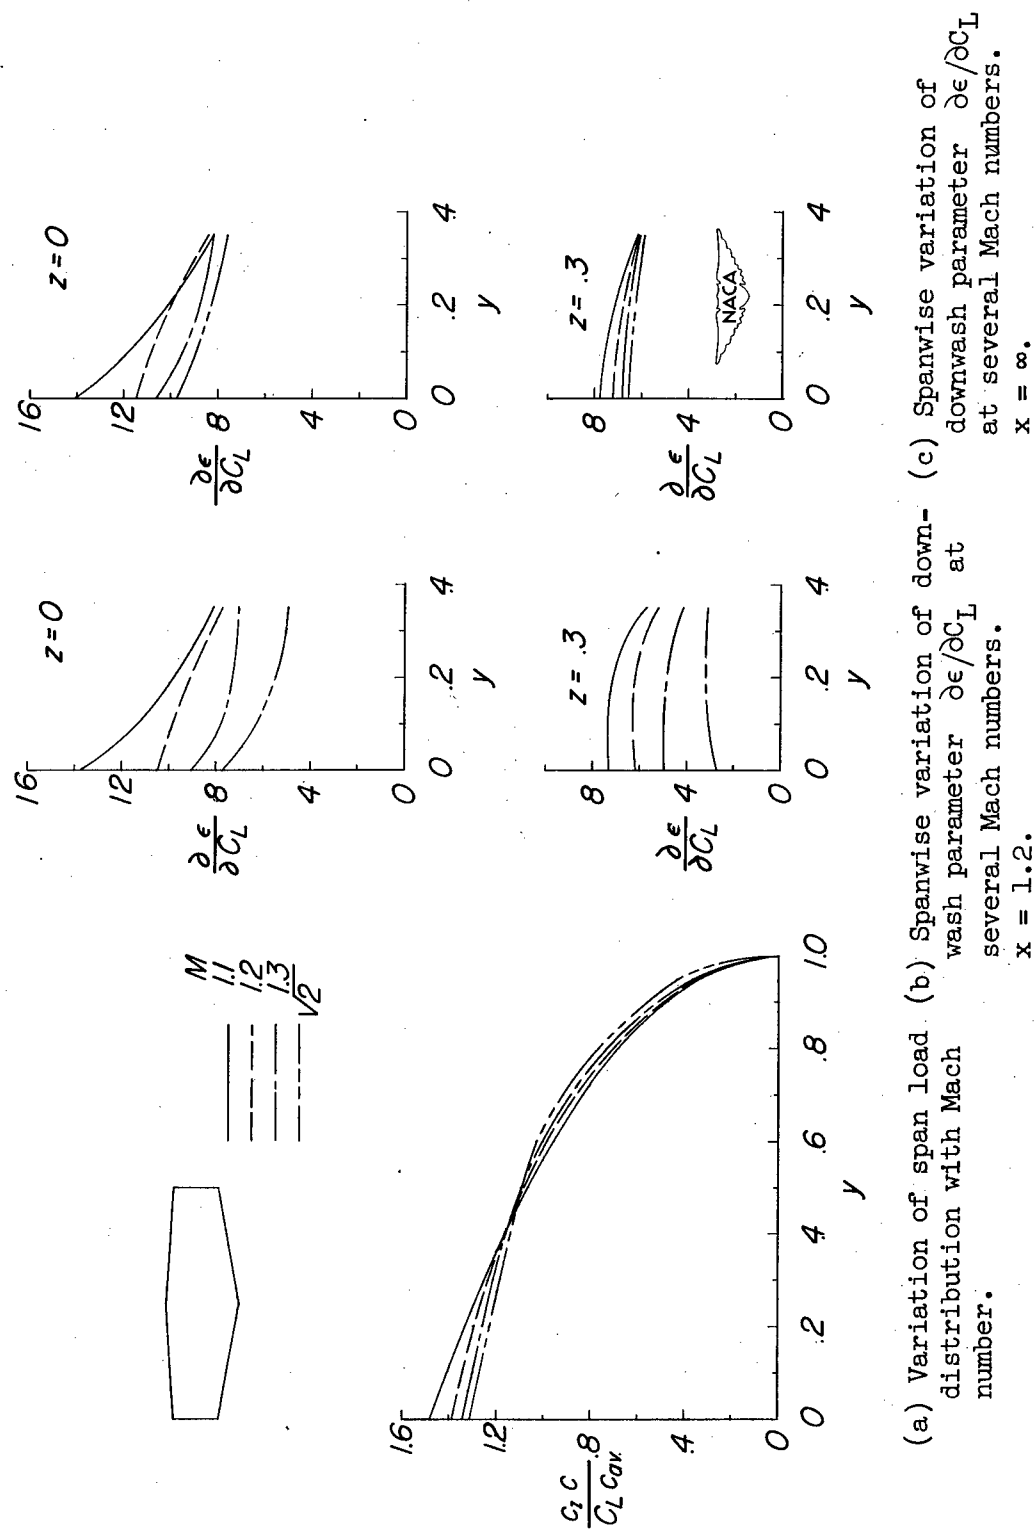 M
1.1
1.2
1.3
√2
c_l c
C_L c_av.
1.6
1.2
.8
.4
0
0 .2 .4 .6 .8 1.0
y
(a) Variation of span load
distribution with Mach
number.
z=0
∂ϵ
∂C_L
16
12
8
4
0
0 .2 .4
y
z = .3
∂ϵ
∂C_L
8
4
0
0 .2 .4
y
(b) Spanwise variation of down-
wash parameter ∂ϵ/∂C_L at
several Mach numbers.
x = 1.2.
z=0
∂ϵ
∂C_L
16
12
8
4
0
0 .2 .4
y
z = .3
∂ϵ
∂C_L
8
4
0
0 .2 .4
y
NACA
(c) Spanwise variation of
downwash parameter ∂ϵ/∂C_L
at several Mach numbers.
x = ∞.